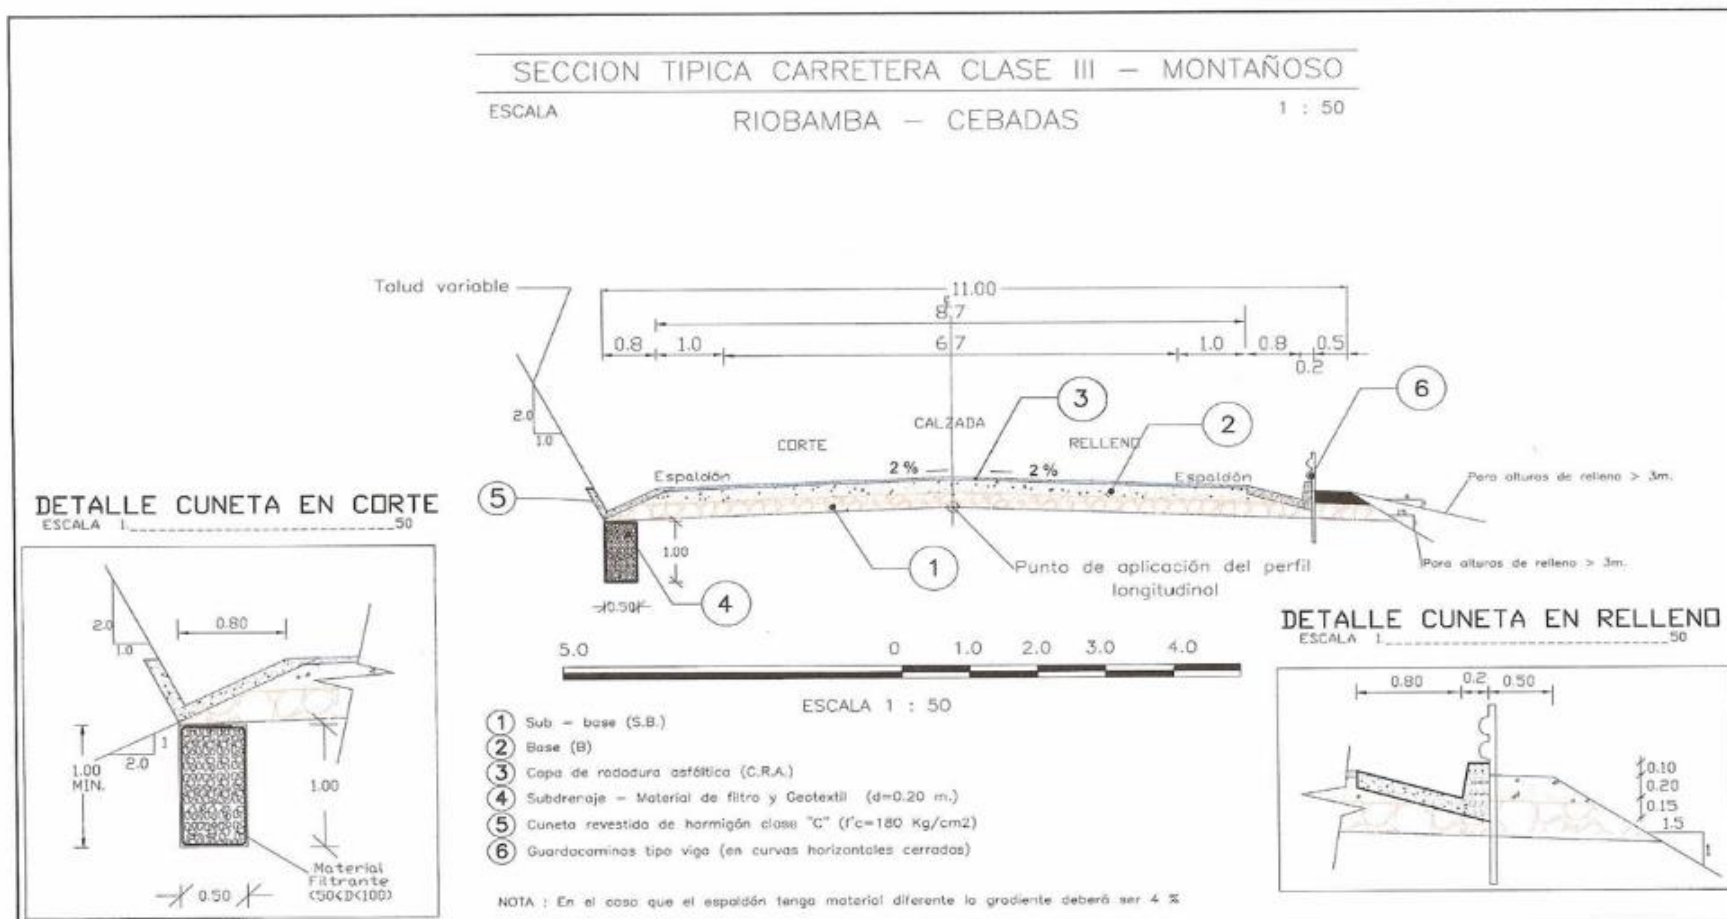 SECCION TIPICA CARRETERA CLASE III - MONTAÑOSO
ESCALA 1 : 50
RIOBAMBA - CEBADAS
Talud variable
11.00
8.7
0.8 1.0 6.7 1.0 0.8 0.5
0.2
2.0
1.0
3
6
2
CALZADA
CORTE RELLENO
2 % 2 %
Espaldón Espaldón
Para alturas de relleno > 3m.
5
1.00
1
4
0.50
Punto de aplicación del perfil
longitudinal
Para alturas de relleno > 3m.
DETALLE CUNETA EN CORTE
ESCALA 1 50
2.0
1.0
0.80
1
2.0
1.00
MIN.
1.00
0.50
Material
Filtrante
(50<D<100)
5.0 0 1.0 2.0 3.0 4.0
ESCALA 1 : 50
1 Sub - base (S.B.)
2 Base (B)
3 Capa de rodadura asfáltica (C.R.A.)
4 Subdrenaje - Material de filtro y Geotextil (d=0.20 m.)
5 Cuneta revestida de hormigón clase "C" (f'c=180 Kg/cm2)
6 Guardacaminos tipo viga (en curvas horizontales cerradas)
NOTA : En el caso que el espaldón tenga material diferente la gradiente deberá ser 4 %
DETALLE CUNETA EN RELLENO
ESCALA 1 50
0.80 0.2 0.50
0.10
0.20
0.15
1.5
1